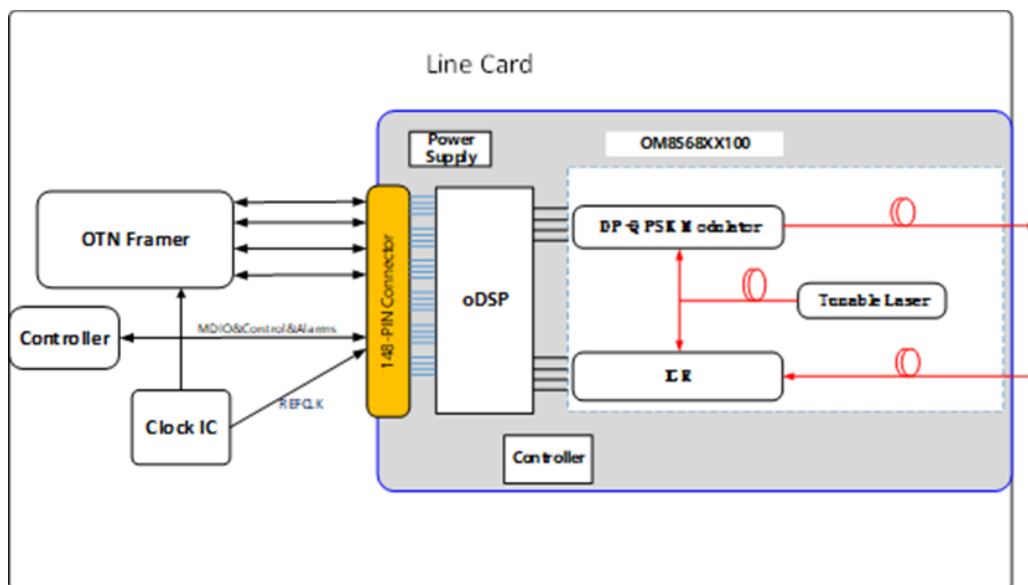 Line Card
Power
Supply
OM8568XX100
OTN Framer
148-PIN Connector
oDSP
DP-QPSK Modulator
Tunable Laser
MDIO&Control&Alarms
Controller
ICR
REFCLK
Clock IC
Controller